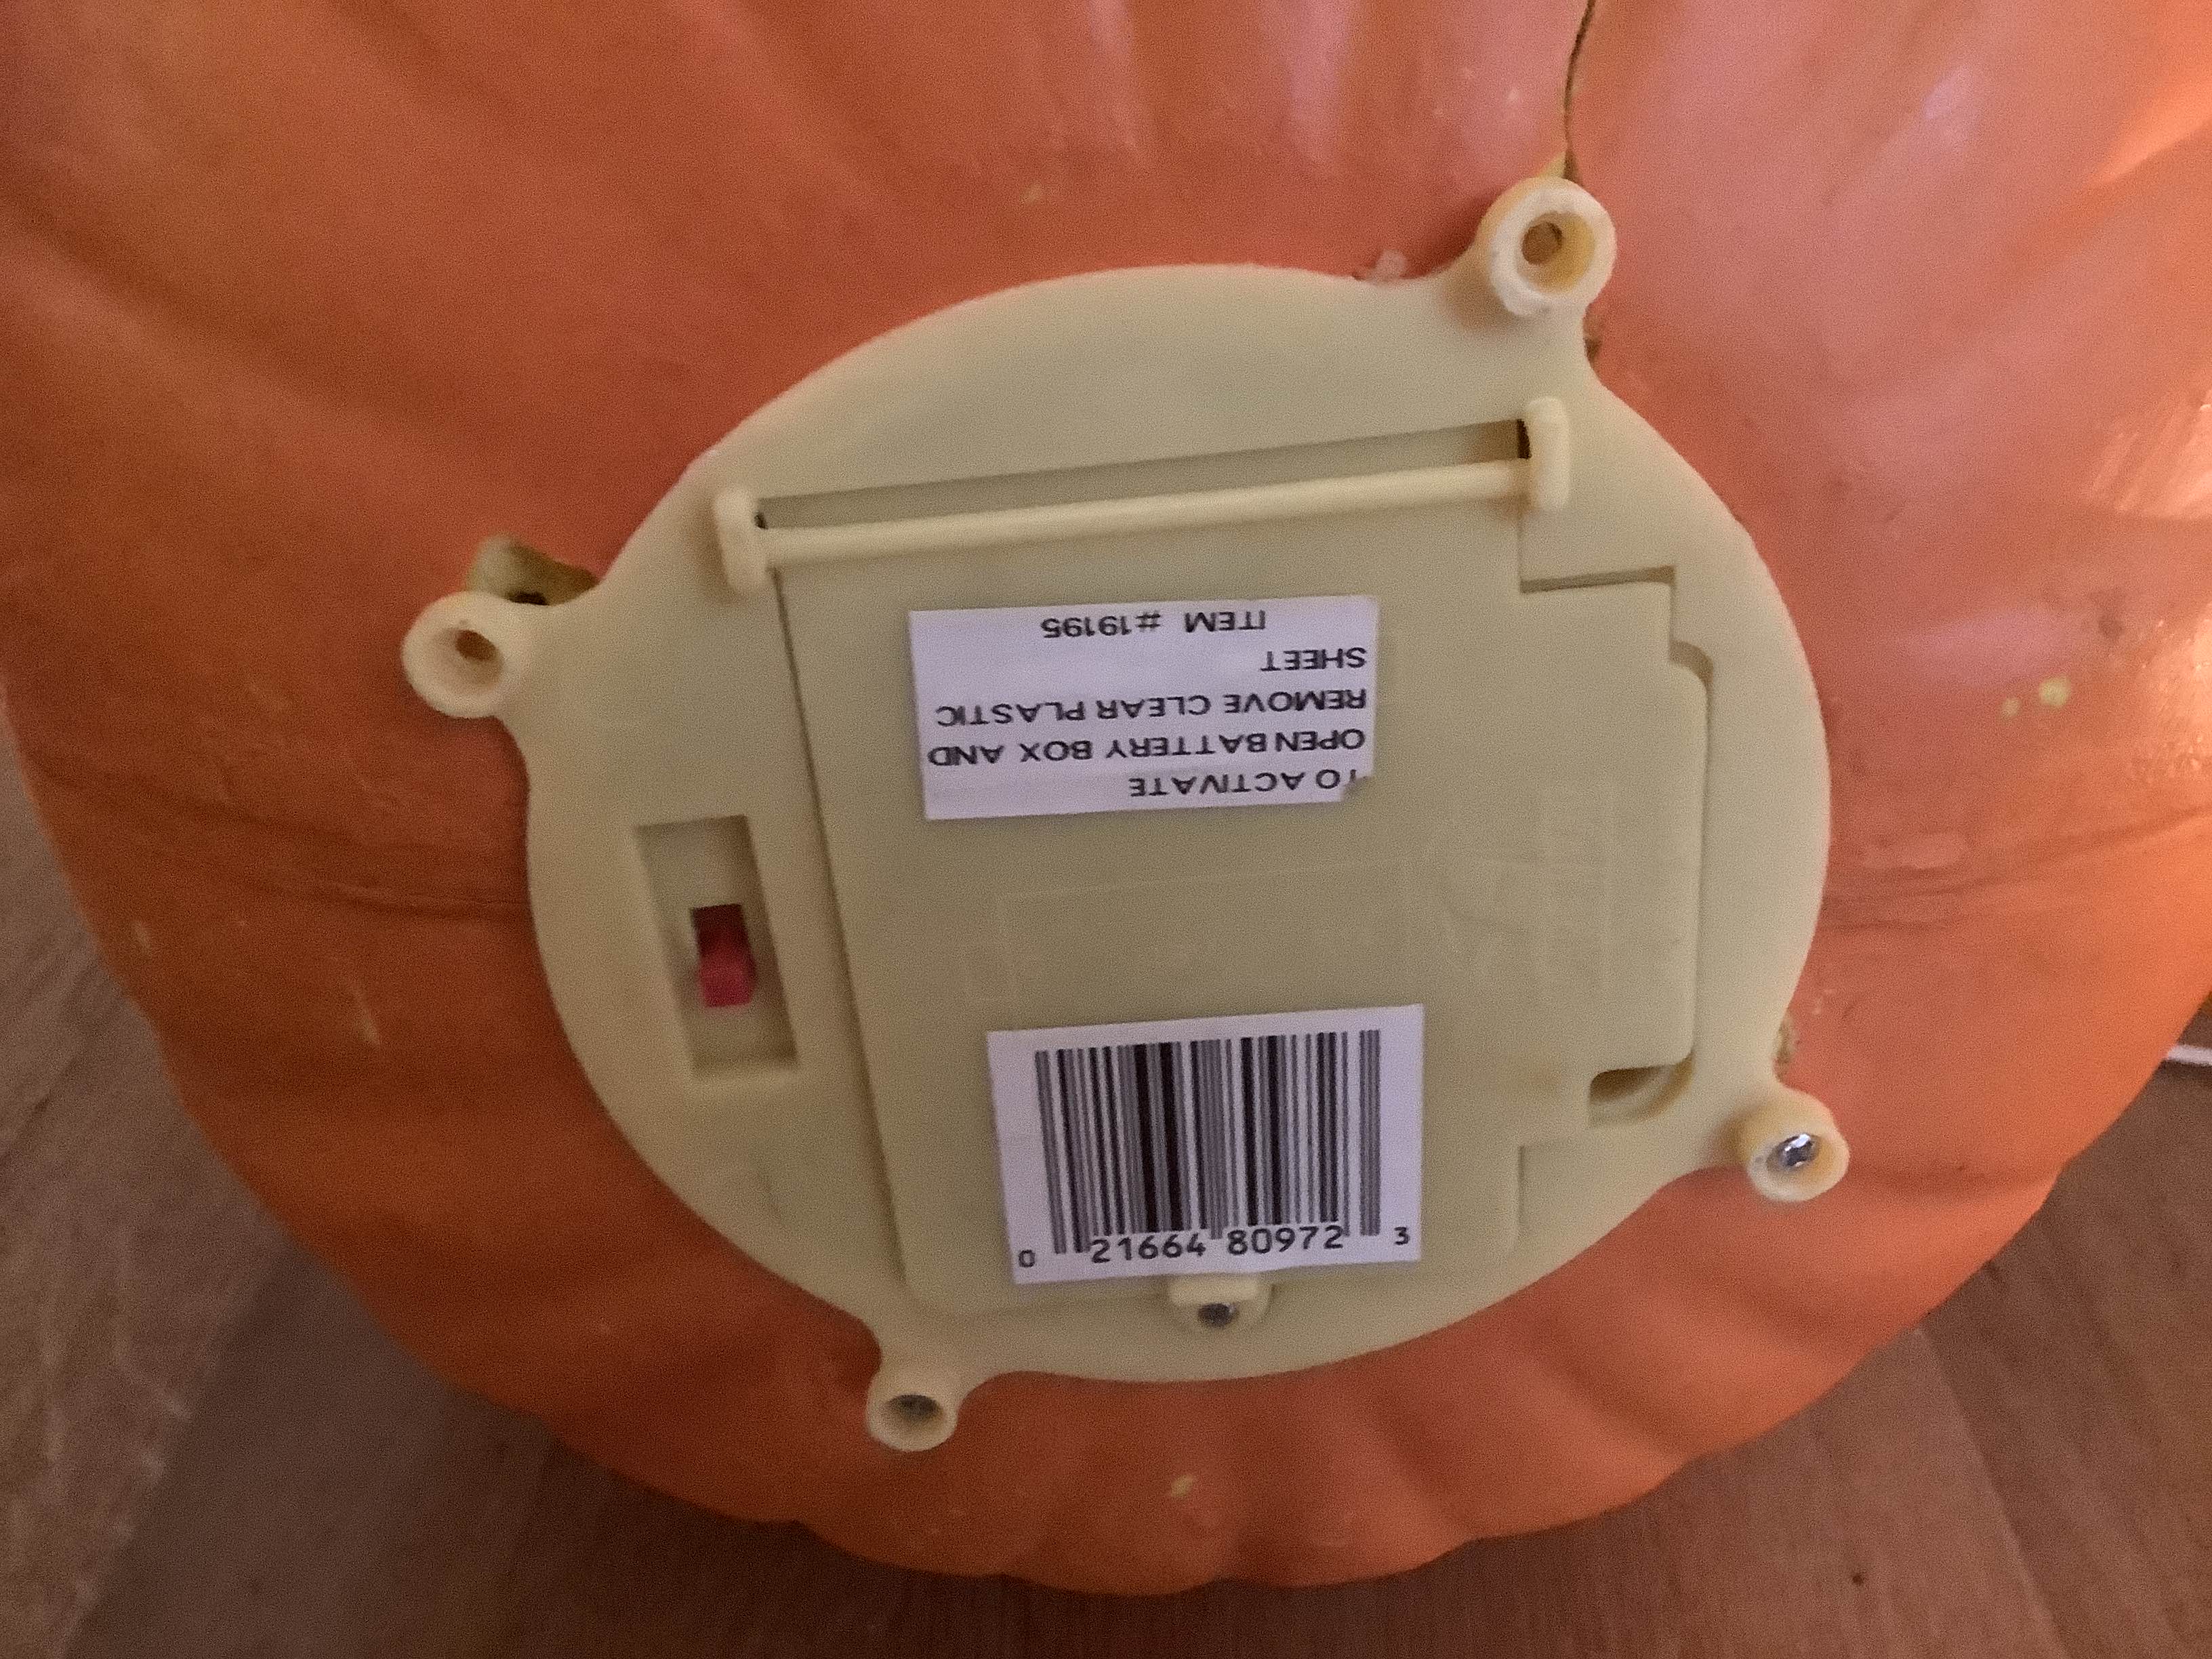 TO ACTIVATE
OPEN BATTERY BOX AND
REMOVE CLEAR PLASTIC
SHEET
ITEM #19195
0 21664 80972 3